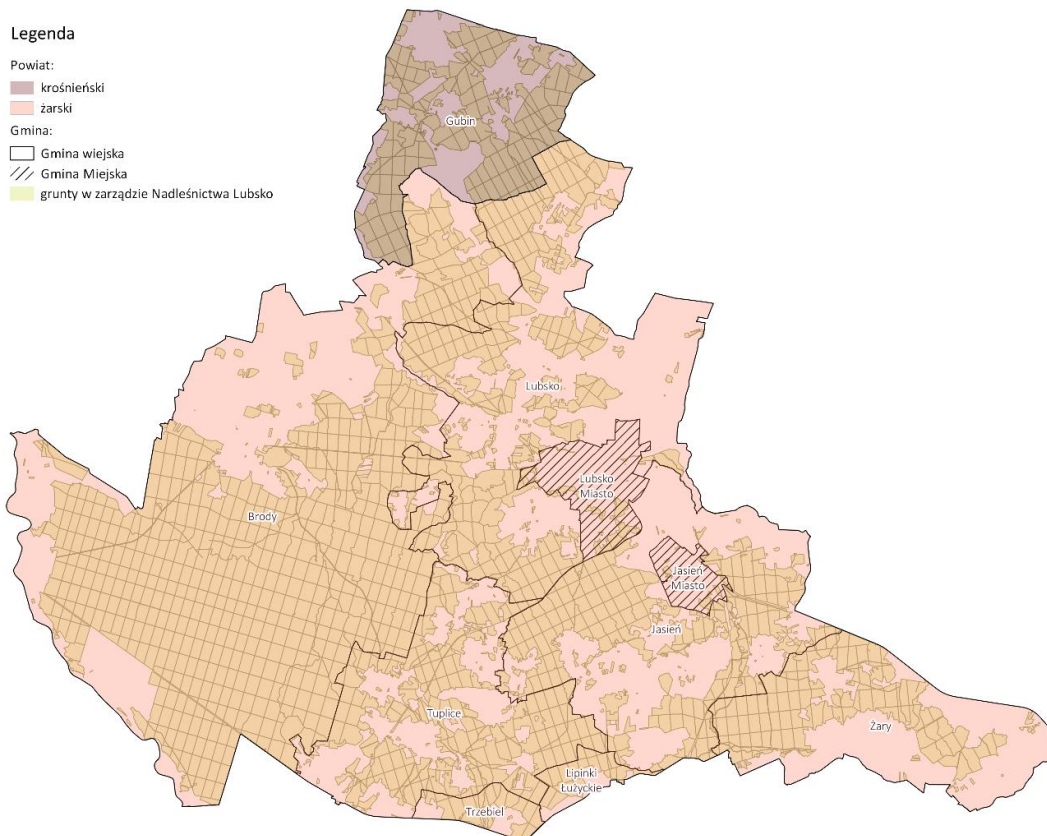 Legenda
Powiat:
krośnieński
żarski
Gmina:
Gmina wiejska
Gmina Miejska
grunty w zarządzie Nadleśnictwa Lubsko
Gubin
Lubsko
Lubsko
Miasto
Brody
Jasień
Miasto
Jasień
Tuplice
Żary
Lipinki
Łużyckie
Trzebiel